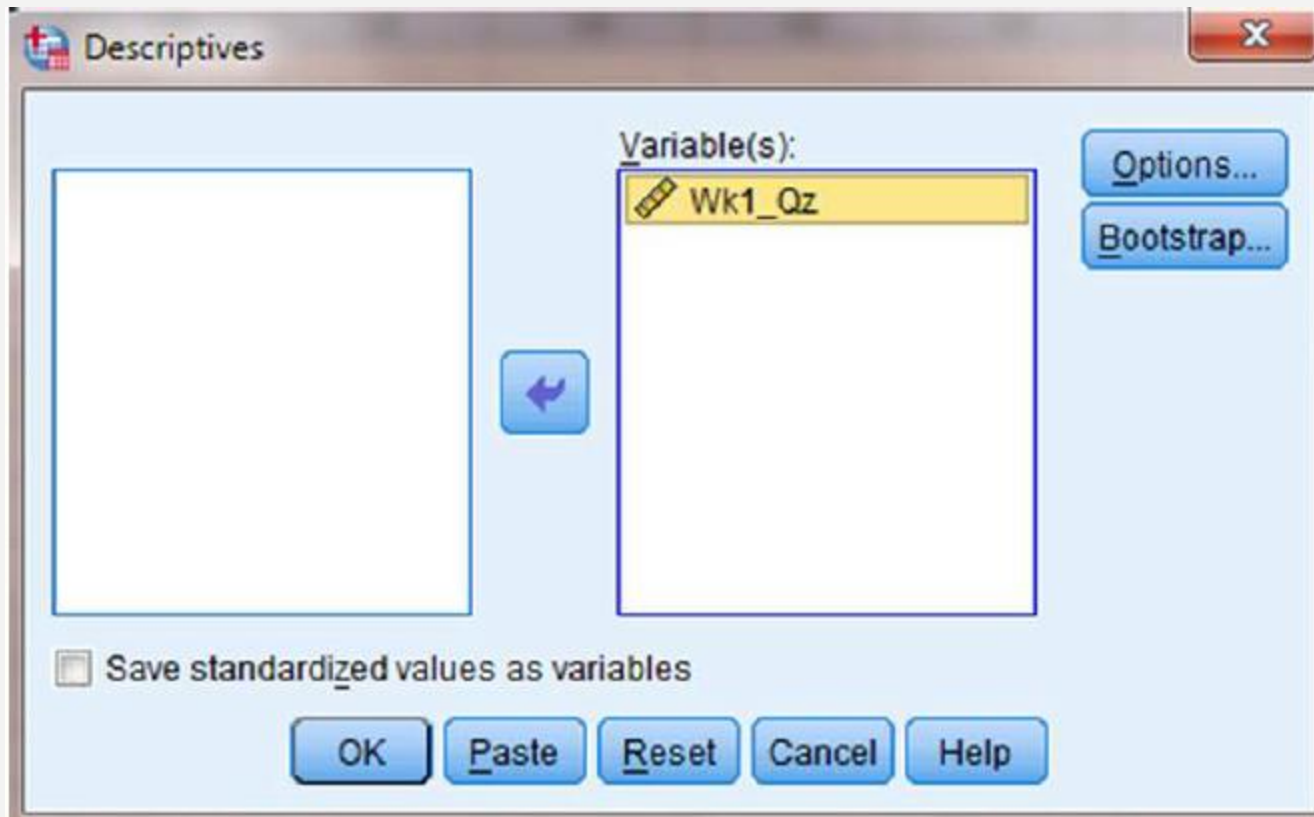 Descriptives
Variable(s):
Wk1_Qz
Options...
Bootstrap...
Save standardized values as variables
OK Paste Reset Cancel Help